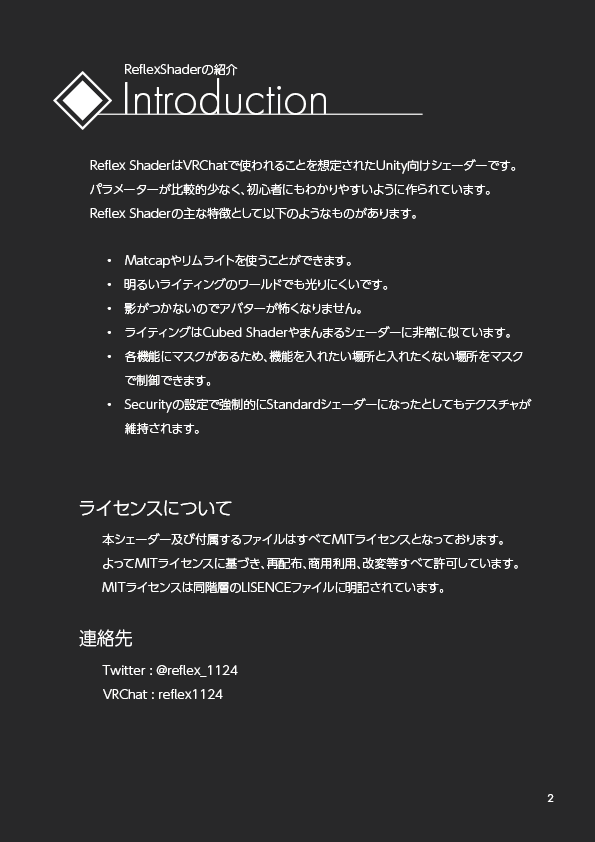 ReflexShaderの紹介
Introduction
Reflex ShaderはVRChatで使われることを想定されたUnity向けシェーダーです。
パラメーターが比較的少なく、初心者にもわかりやすいように作られています。
Reflex Shaderの主な特徴として以下のようなものがあります。
・ Matcapやリムライトを使うことができます。
・ 明るいライティングのワールドでも光りにくいです。
・ 影がつかないのでアバターが怖くなりません。
・ ライティングはCubed Shaderやまんまるシェーダーに非常に似ています。
・ 各機能にマスクがあるため、機能を入れたい場所と入れたくない場所をマスク
で制御できます。
・ Securityの設定で強制的にStandardシェーダーになったとしてもテクスチャが
維持されます。
ライセンスについて
本シェーダー及び付属するファイルはすべてMITライセンスとなっております。
よってMITライセンスに基づき、再配布、商用利用、改変等すべて許可しています。
MITライセンスは同階層のLISENCEファイルに明記されています。
連絡先
Twitter : @reflex_1124
VRChat : reflex1124
2